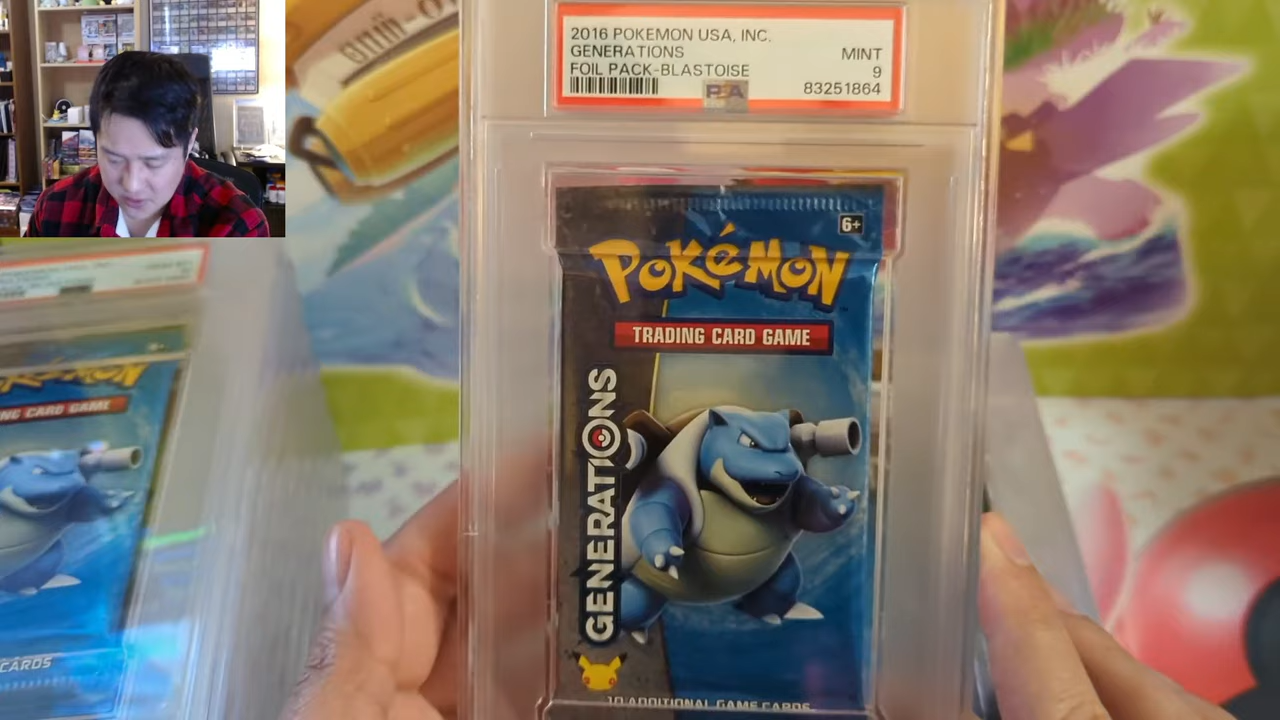 2016 POKEMON USA, INC.
GENERATIONS MINT
FOIL PACK-BLASTOISE 9
PSA 83251864
6+
POKéMON
TRADING CARD GAME
GENERATIONS
10 ADDITIONAL GAME CARDS
NG CARD GAME
CARDS